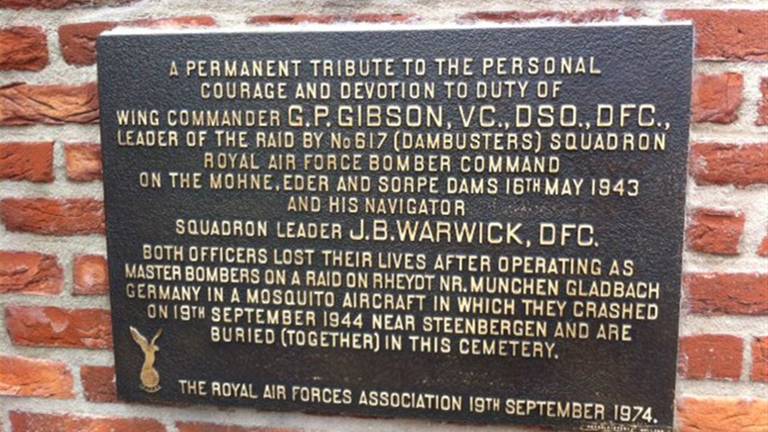 A PERMANENT TRIBUTE TO THE PERSONAL
COURAGE AND DEVOTION TO DUTY OF
WING COMMANDER G.P. GIBSON, VC., DSO., DFC.,
LEADER OF THE RAID BY No617 (DAMBUSTERS) SQUADRON
ROYAL AIR FORCE BOMBER COMMAND
ON THE MOHNE, EDER AND SORPE DAMS 16TH MAY 1943
AND HIS NAVIGATOR
SQUADRON LEADER J.B. WARWICK, DFC.
BOTH OFFICERS LOST THEIR LIVES AFTER OPERATING AS
MASTER BOMBERS ON A RAID ON RHEYDT NR. MUNCHEN GLADBACH
GERMANY IN A MOSQUITO AIRCRAFT IN WHICH THEY CRASHED
ON 19TH SEPTEMBER 1944 NEAR STEENBERGEN AND ARE
BURIED (TOGETHER) IN THIS CEMETERY.
THE ROYAL AIR FORCES ASSOCIATION 19TH SEPTEMBER 1974.